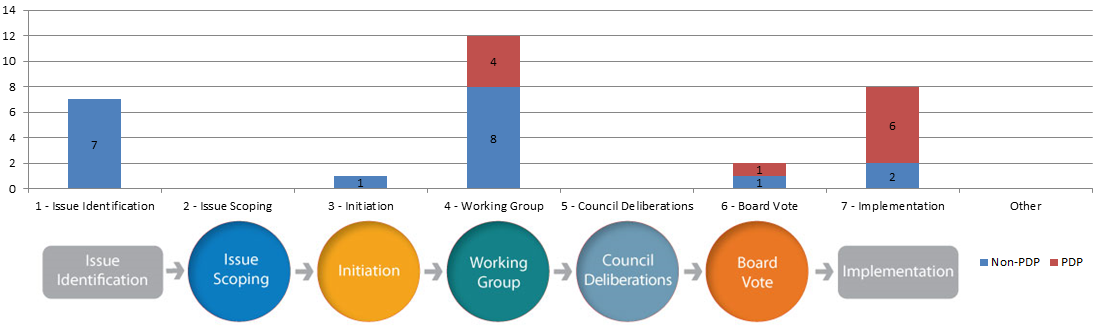 14
12
10
8
6
4
2
0
7
1
4
8
1
1
6
2
1 - Issue Identification
2 - Issue Scoping
3 - Initiation
4 - Working Group
5 - Council Deliberations
6 - Board Vote
7 - Implementation
Other
Issue
Identification
Issue
Scoping
Initiation
Working
Group
Council
Deliberations
Board
Vote
Implementation
Non-PDP
PDP